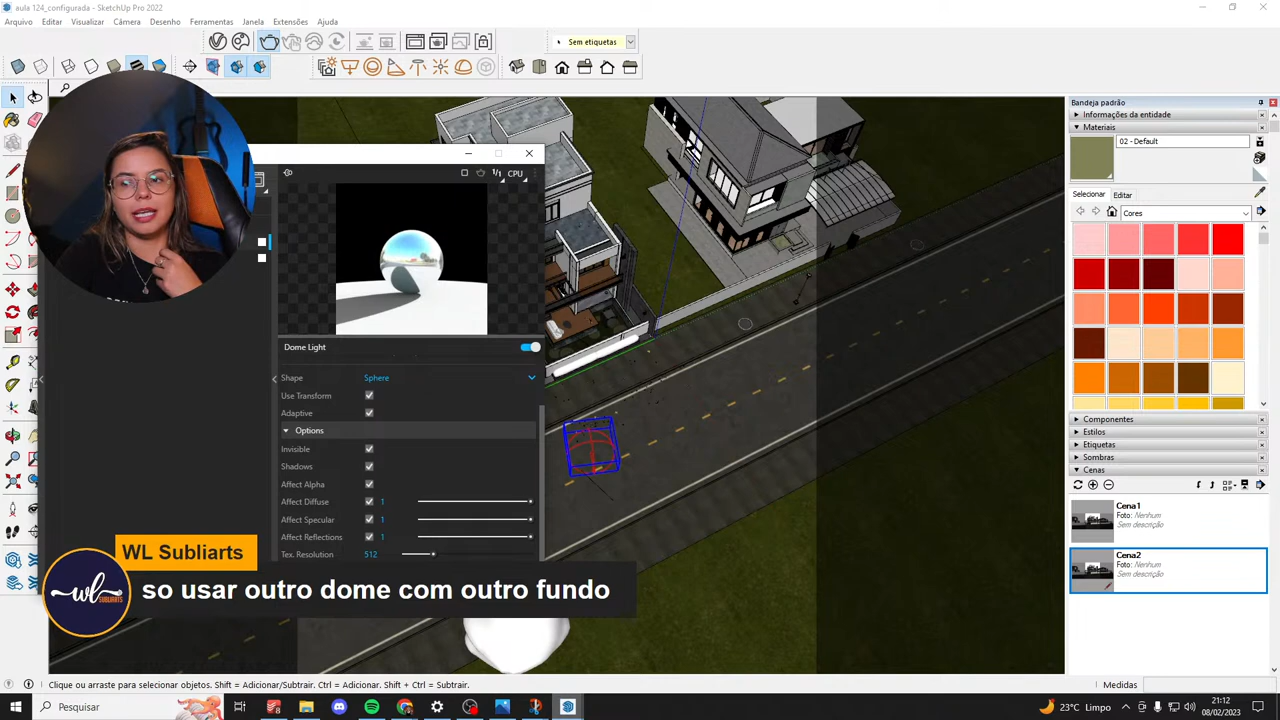 aula 124_configurada - SketchUp Pro 2022
Arquivo Editar Visualizar Câmera Desenho Ferramentas Janela Extensões Ajuda
Sem etiquetas
Bandeja padrão
Informações da entidade
Materiais
02 - Default
Selecionar Editar
Cores
1/1 CPU
Dome Light
Shape Sphere
Use Transform
Adaptive
Options
Invisible
Shadows
Affect Alpha
Affect Diffuse 1
Affect Specular 1
Affect Reflections 1
Tex. Resolution 512
Componentes
Estilos
Etiquetas
Sombras
Cenas
Cena1
Foto: Nenhum
Sem descrição
Cena2
Foto: Nenhum
Sem descrição
WL Subliarts
wl
SUBLIARTS
so usar outro dome com outro fundo
Clique ou arraste para selecionar objetos. Shift = Adicionar/Subtrair. Ctrl = Adicionar. Shift + Ctrl = Subtrair.
Medidas
Pesquisar
23°C Limpo
21:12
08/02/2023